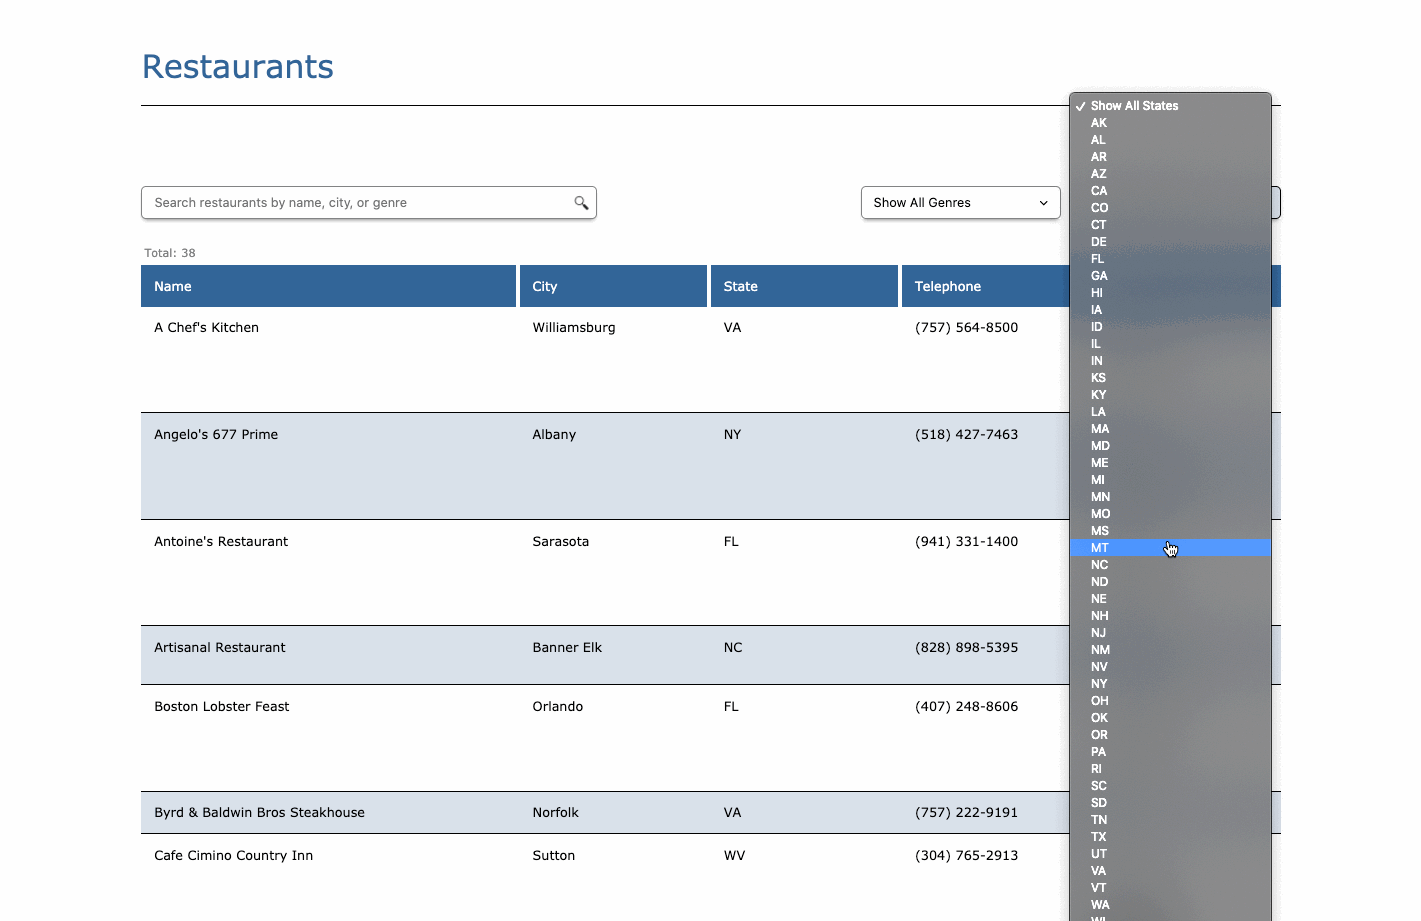 Restaurants
Search restaurants by name, city, or genre
Show All Genres
Total: 38
Name City State Telephone
A Chef's Kitchen Williamsburg VA (757) 564-8500
Angelo's 677 Prime Albany NY (518) 427-7463
Antoine's Restaurant Sarasota FL (941) 331-1400
Artisanal Restaurant Banner Elk NC (828) 898-5395
Boston Lobster Feast Orlando FL (407) 248-8606
Byrd & Baldwin Bros Steakhouse Norfolk VA (757) 222-9191
Cafe Cimino Country Inn Sutton WV (304) 765-2913
✓ Show All States
AK
AL
AR
AZ
CA
CO
CT
DE
FL
GA
HI
IA
ID
IL
IN
KS
KY
LA
MA
MD
ME
MI
MN
MO
MS
MT
NC
ND
NE
NH
NJ
NM
NV
NY
OH
OK
OR
PA
RI
SC
SD
TN
TX
UT
VA
VT
WA